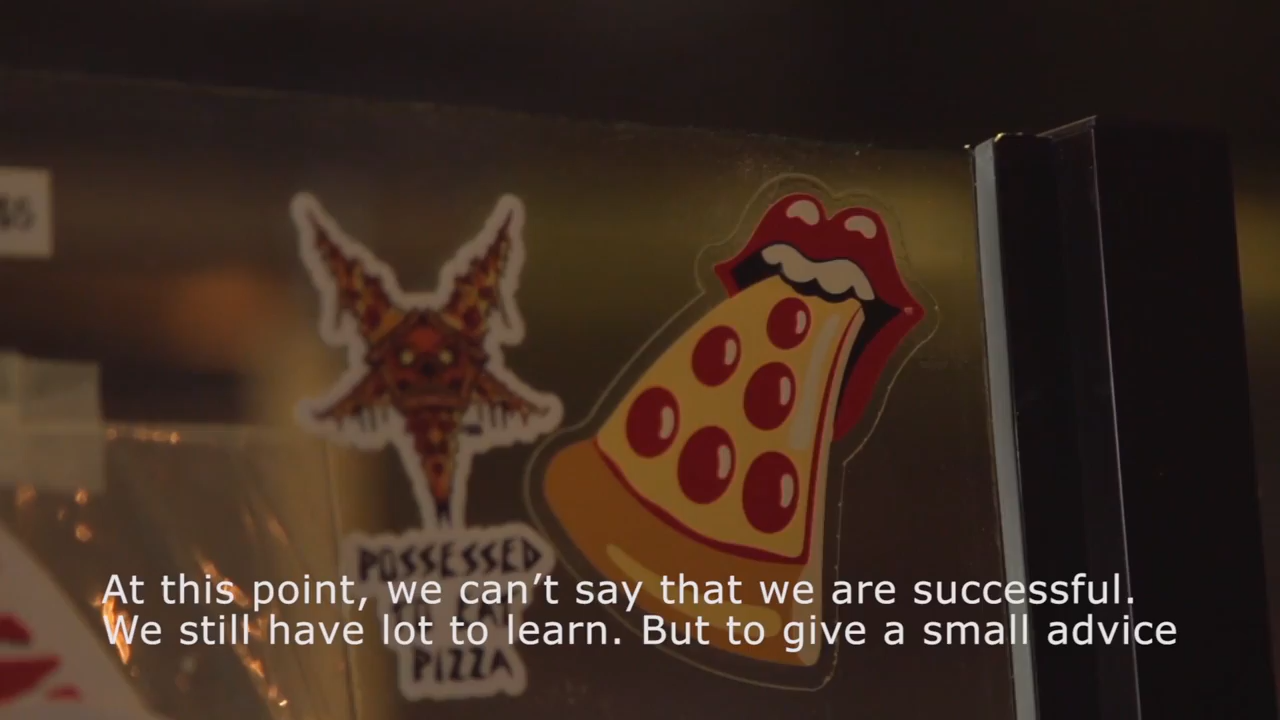 POSSESSED
PIZZA
At this point, we can’t say that we are successful.
We still have lot to learn. But to give a small advice